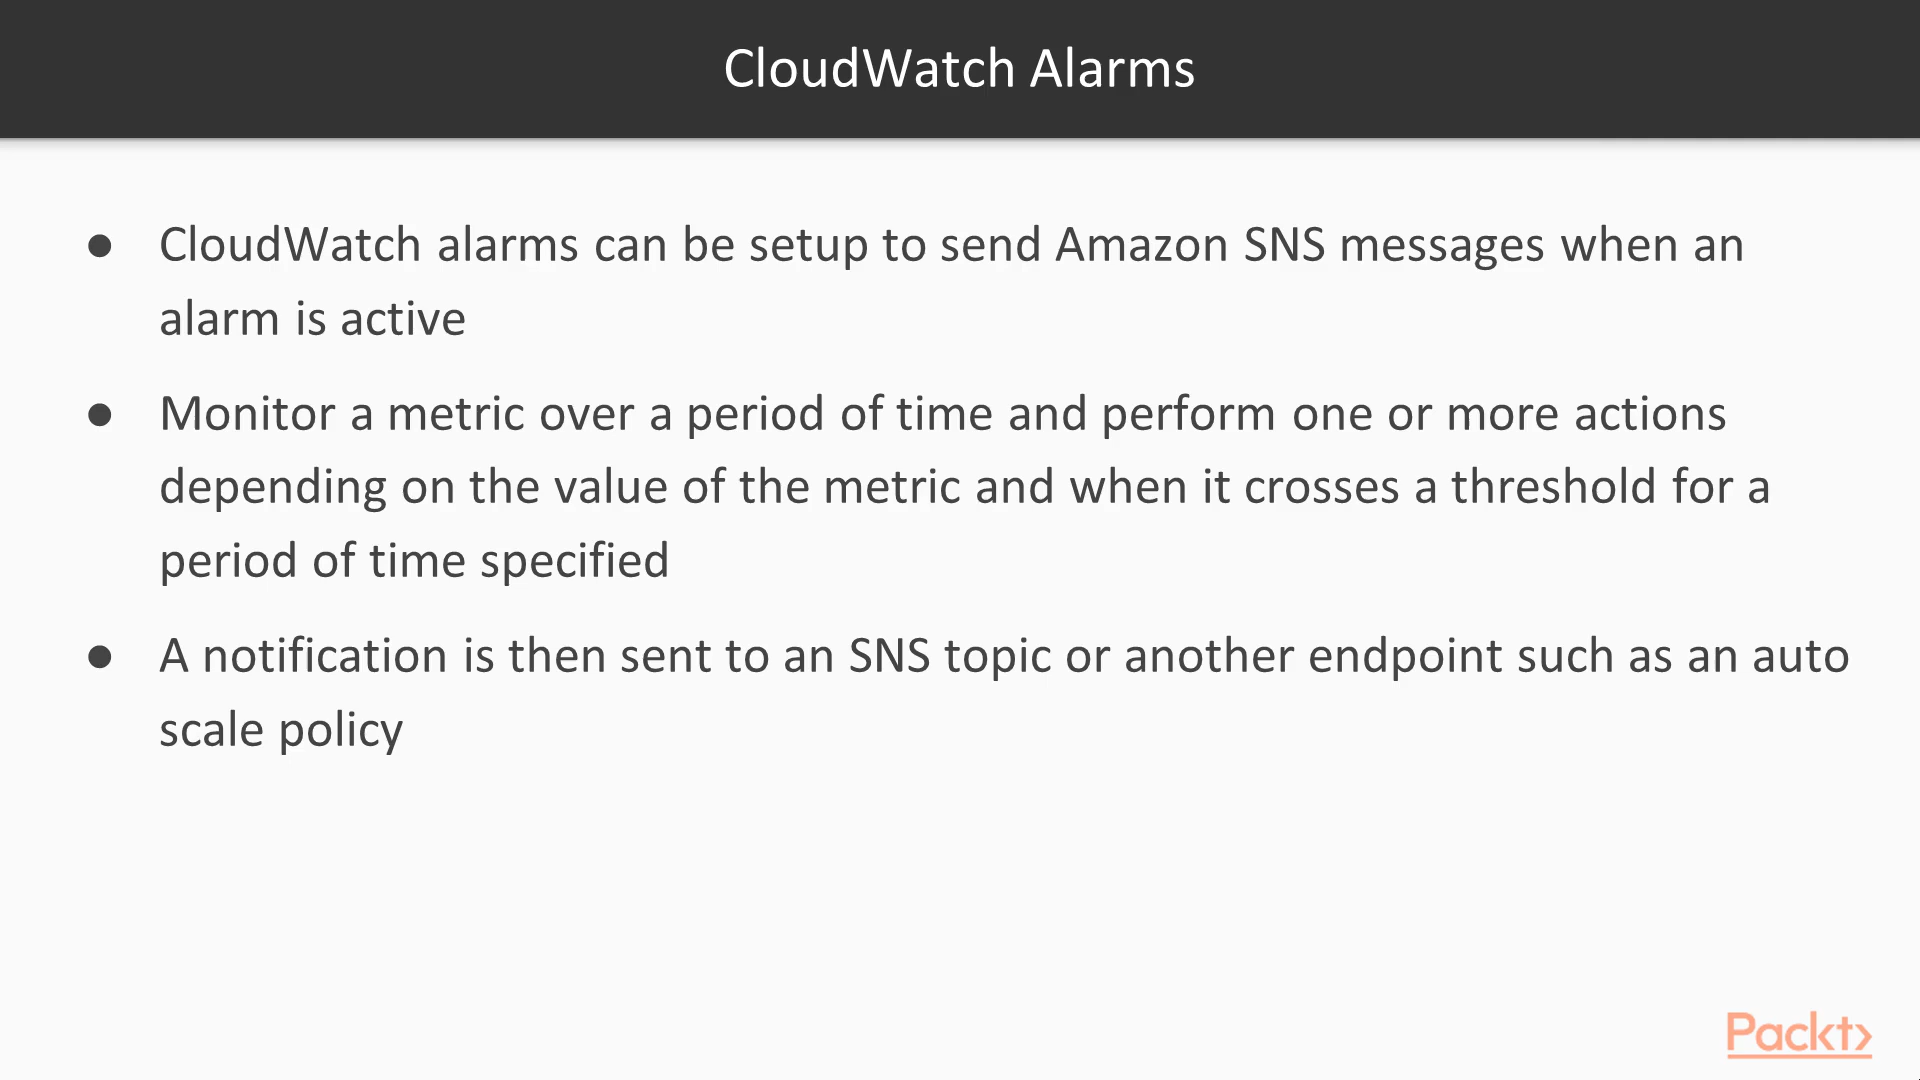 CloudWatch Alarms
● CloudWatch alarms can be setup to send Amazon SNS messages when an
alarm is active
● Monitor a metric over a period of time and perform one or more actions
depending on the value of the metric and when it crosses a threshold for a
period of time specified
● A notification is then sent to an SNS topic or another endpoint such as an auto
scale policy
Packt>